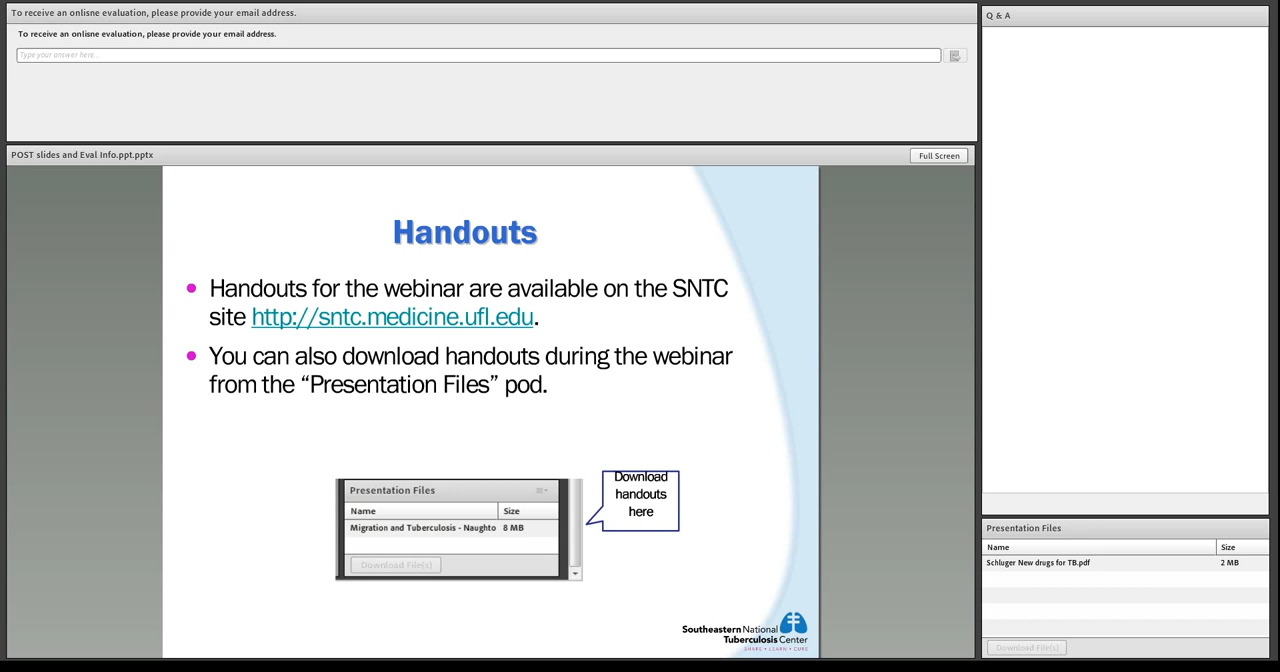 To receive an onlisne evaluation, please provide your email address.
To receive an onlisne evaluation, please provide your email address.
Type your answer here...
POST slides and Eval Info.ppt.pptx
Full Screen
Handouts
Handouts for the webinar are available on the SNTC
site http://sntc.medicine.ufl.edu.
You can also download handouts during the webinar
from the “Presentation Files” pod.
Presentation Files
Name Size
Migration and Tuberculosis - Naughto 8 MB
Download File(s)
Download
handouts
here
Southeastern National
Tuberculosis Center
SHARE • LEARN • CURE
Q & A
Presentation Files
Name Size
Schluger New drugs for TB.pdf 2 MB
Download File(s)